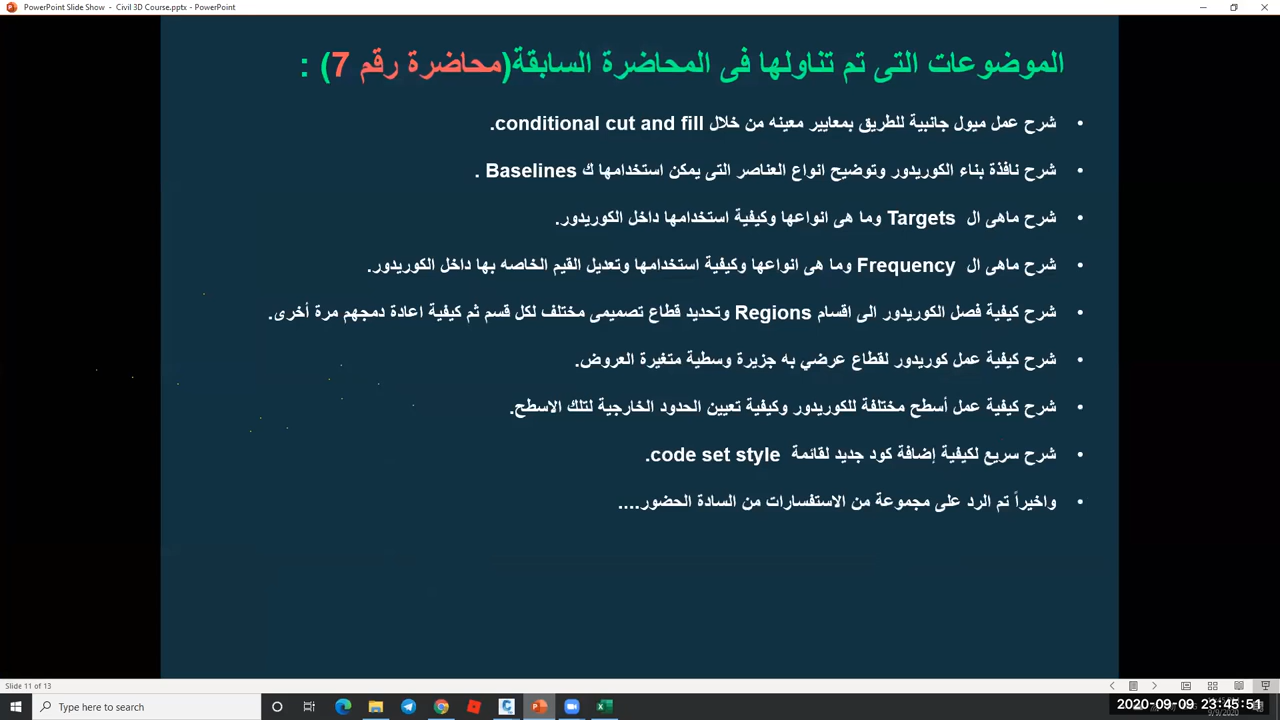 PowerPoint Slide Show - Civil 3D Course.pptx - PowerPoint
الموضوعات التى تم تناولها فى المحاضرة السابقة(محاضرة رقم 7) :
• شرح عمل ميول جانبية للطريق بمعايير معينه من خلال conditional cut and fill.
• شرح نافذة بناء الكوريدور وتوضيح انواع العناصر التى يمكن استخدامها ك Baselines .
• شرح ماهى ال Targets وما هى انواعها وكيفية استخدامها داخل الكوريدور.
• شرح ماهى ال Frequency وما هى انواعها وكيفية استخدامها وتعديل القيم الخاصه بها داخل الكوريدور.
• شرح كيفية فصل الكوريدور الى اقسام Regions وتحديد قطاع تصميمى مختلف لكل قسم ثم كيفية اعادة دمجهم مرة أخرى.
• شرح كيفية عمل كوريدور لقطاع عرضي به جزيرة وسطية متغيرة العروض.
• شرح كيفية عمل أسطح مختلفة للكوريدور وكيفية تعيين الحدود الخارجية لتلك الاسطح.
• شرح سريع لكيفية إضافة كود جديد لقائمة code set style.
• واخيراً تم الرد على مجموعة من الاستفسارات من السادة الحضور....
Slide 11 of 13
Type here to search
2020-09-09 23:45:51